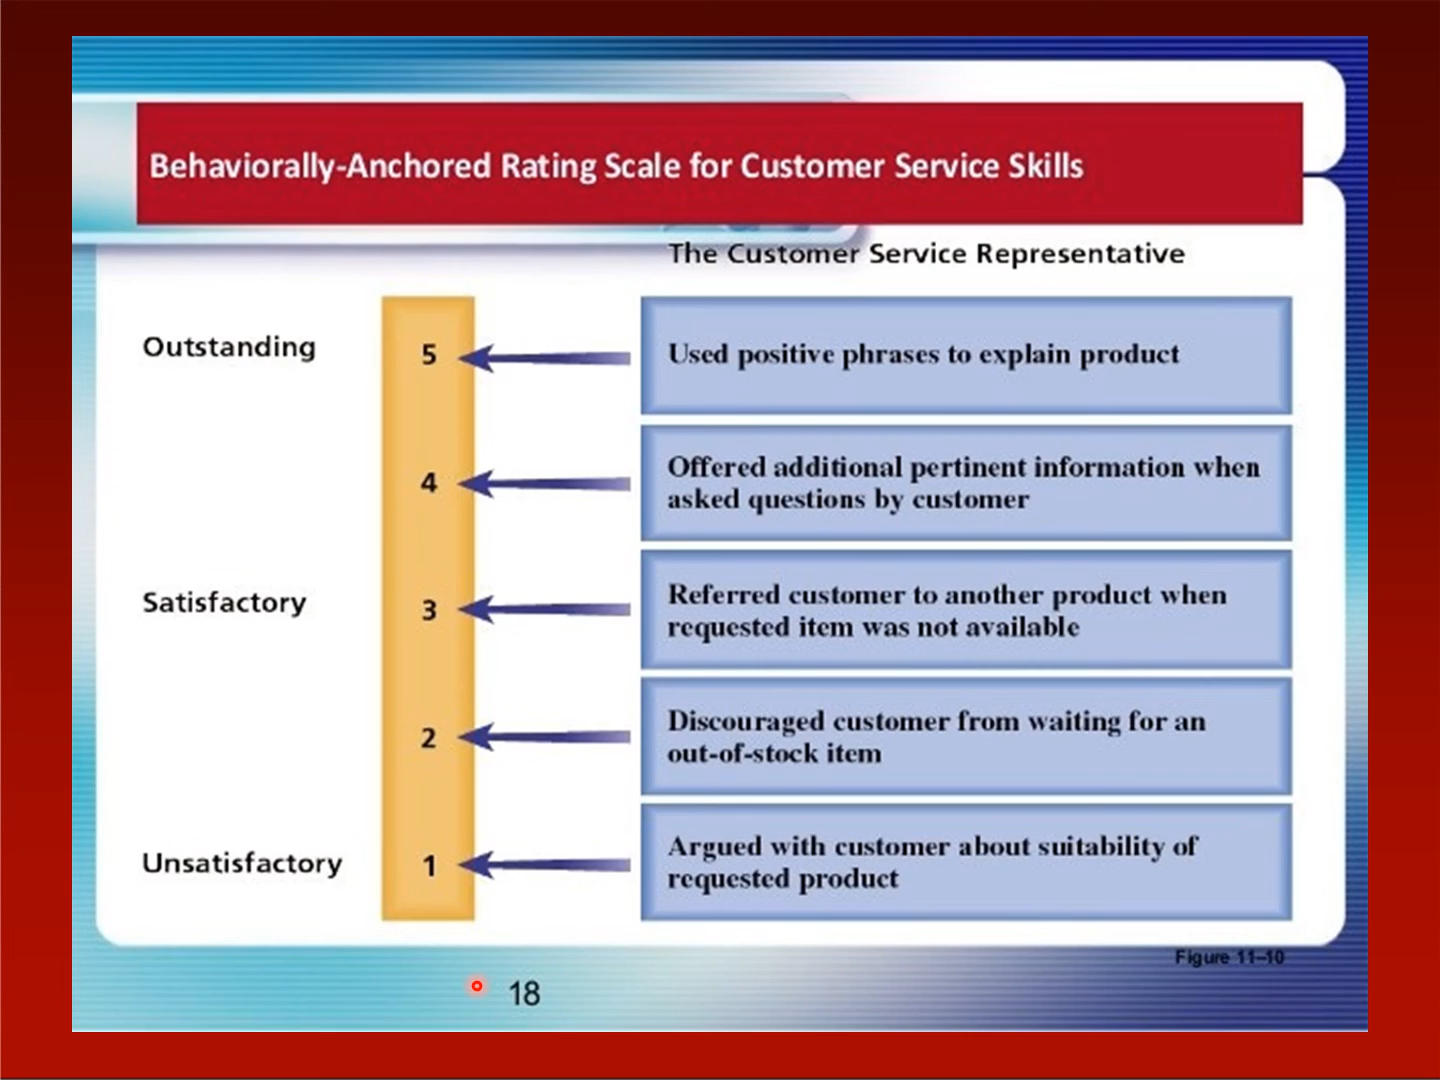 Behaviorally-Anchored Rating Scale for Customer Service Skills
The Customer Service Representative
Outstanding
5
Used positive phrases to explain product
4
Offered additional pertinent information when
asked questions by customer
Satisfactory
3
Referred customer to another product when
requested item was not available
2
Discouraged customer from waiting for an
out-of-stock item
Unsatisfactory
1
Argued with customer about suitability of
requested product
Figure 11–10
18